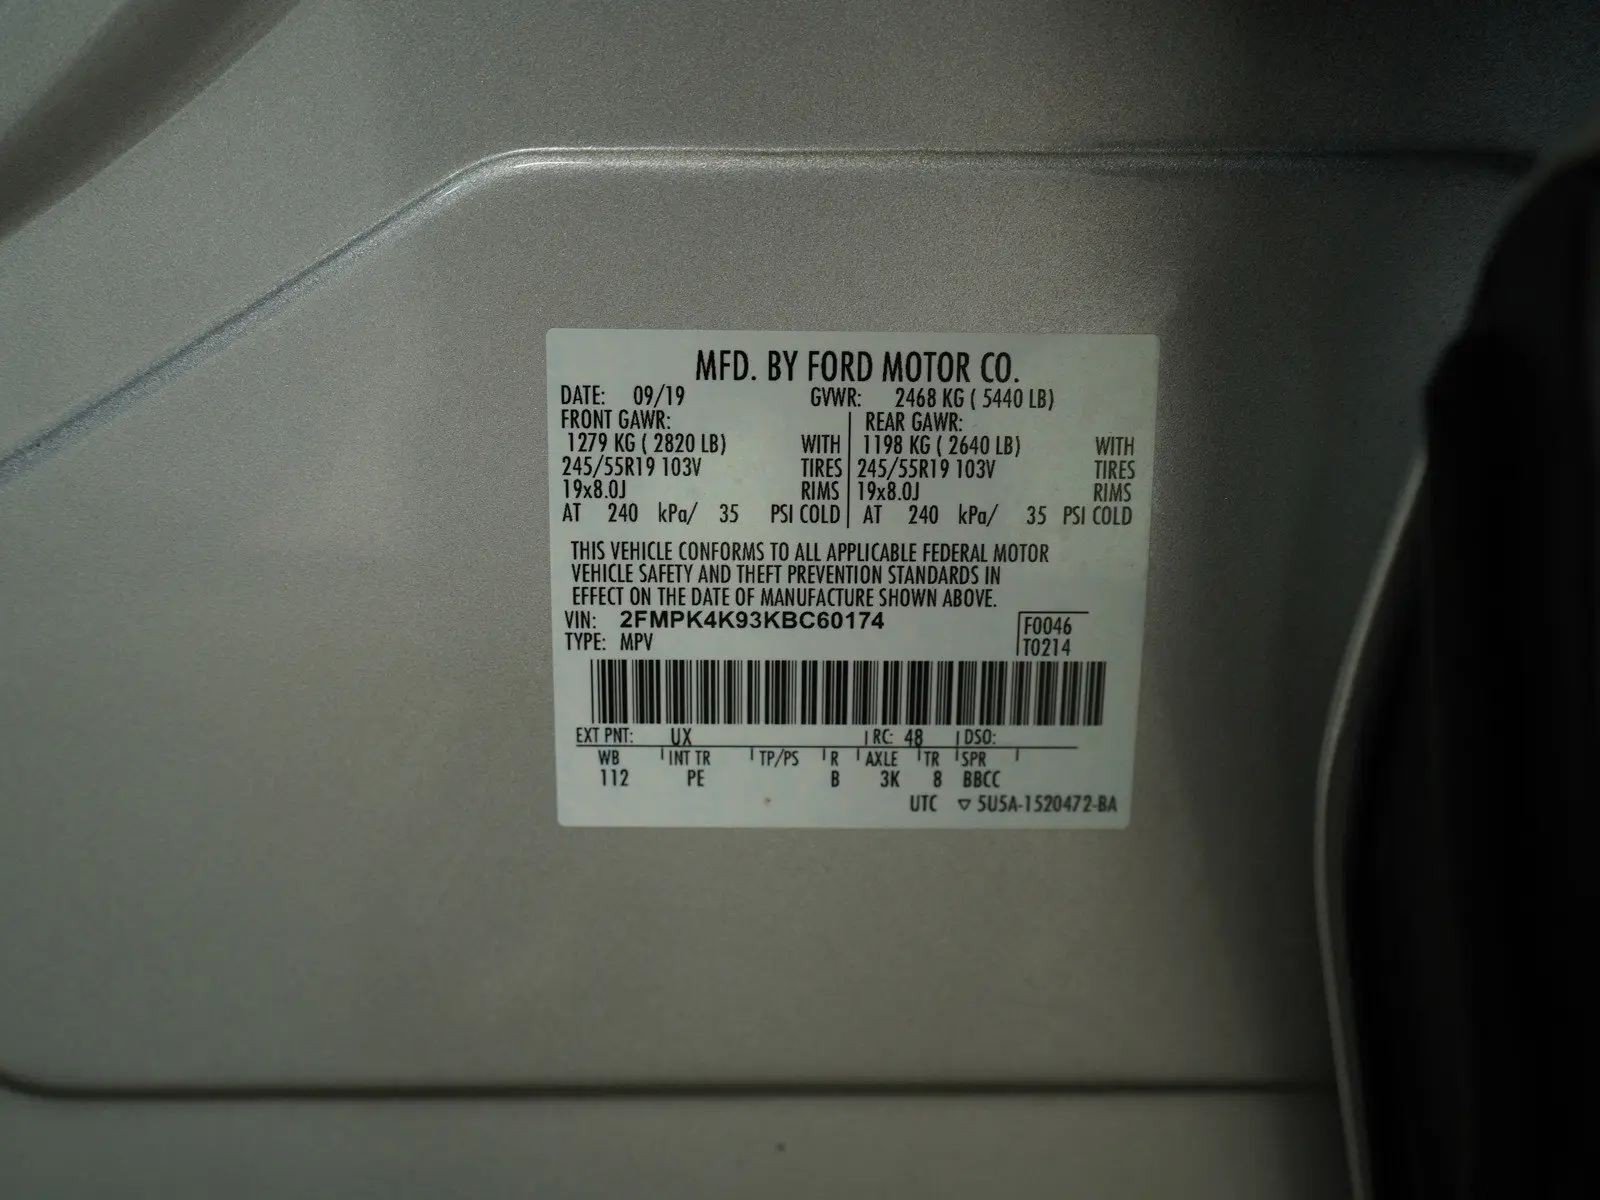 MFD. BY FORD MOTOR CO.
DATE: 09/19 GVWR: 2468 KG ( 5440 LB)
FRONT GAWR: REAR GAWR:
1279 KG ( 2820 LB) WITH 1198 KG ( 2640 LB) WITH
245/55R19 103V TIRES 245/55R19 103V TIRES
19x8.0J RIMS 19x8.0J RIMS
AT 240 kPa/ 35 PSI COLD AT 240 kPa/ 35 PSI COLD
THIS VEHICLE CONFORMS TO ALL APPLICABLE FEDERAL MOTOR
VEHICLE SAFETY AND THEFT PREVENTION STANDARDS IN
EFFECT ON THE DATE OF MANUFACTURE SHOWN ABOVE.
VIN: 2FMPK4K93KBC60174 F0046
TYPE: MPV T0214
EXT PNT: UX RC: 48 DSO:
WB INT TR TP/PS R AXLE TR SPR
112 PE B 3K 8 BBCC
UTC ▽ 5U5A-1520472-BA